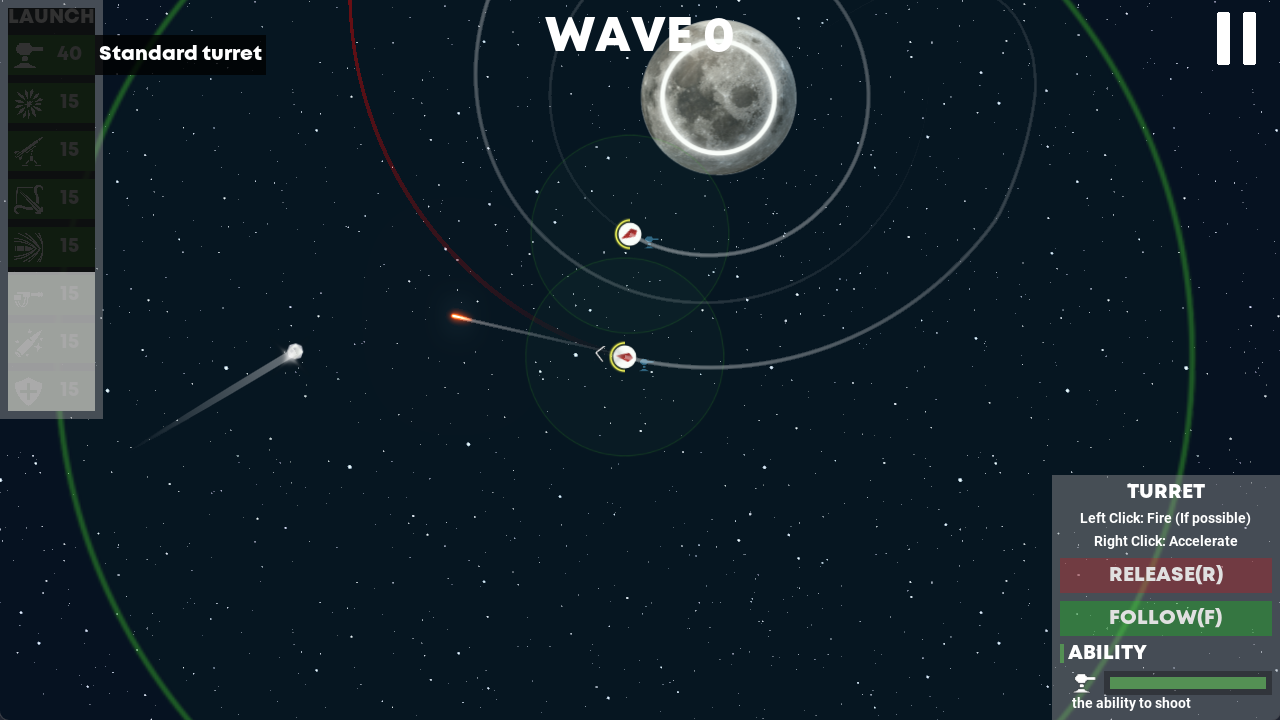 LAUNCH
WAVE 0
40
Standard turret
15
15
15
15
15
15
15
TURRET
Left Click: Fire (If possible)
Right Click: Accelerate
RELEASE(R)
FOLLOW(F)
ABILITY
the ability to shoot